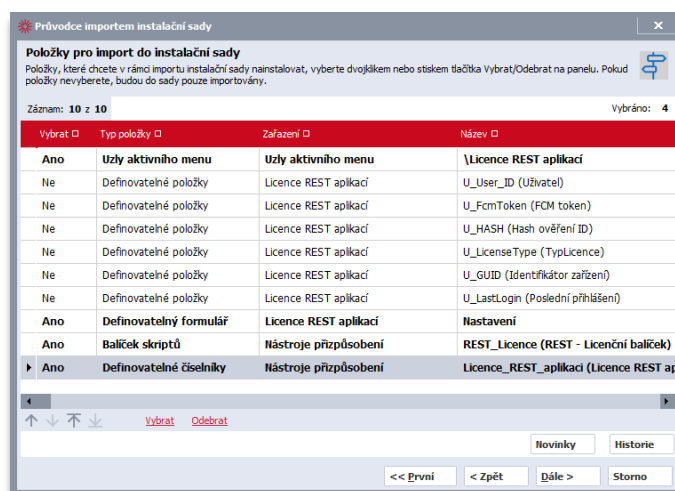 Průvodce importem instalační sady
Položky pro import do instalační sady
Položky, které chcete v rámci importu instalační sady nainstalovat, vyberte dvojklikem nebo stiskem tlačítka Vybrat/Odebrat na panelu. Pokud
položky nevyberete, budou do sady pouze importovány.
Záznam: 10 z 10 Vybráno: 4
Vybrat Typ položky Zařazení Název
Ano Uzly aktivního menu Uzly aktivního menu \Licence REST aplikací
Ne Definovatelné položky Licence REST aplikací U_User_ID (Uživatel)
Ne Definovatelné položky Licence REST aplikací U_FcmToken (FCM token)
Ne Definovatelné položky Licence REST aplikací U_HASH (Hash ověření ID)
Ne Definovatelné položky Licence REST aplikací U_LicenseType (TypLicence)
Ne Definovatelné položky Licence REST aplikací U_GUID (Identifikátor zařízení)
Ne Definovatelné položky Licence REST aplikací U_LastLogin (Poslední přihlášení)
Ano Definovatelný formulář Licence REST aplikací Nastavení
Ano Balíček skriptů Nástroje přizpůsobení REST_Licence (REST - Licenční balíček)
Ano Definovatelné číselníky Nástroje přizpůsobení Licence_REST_aplikaci (Licence REST ap
Vybrat Odebrat
Novinky Historie
<< První < Zpět Dále > Storno